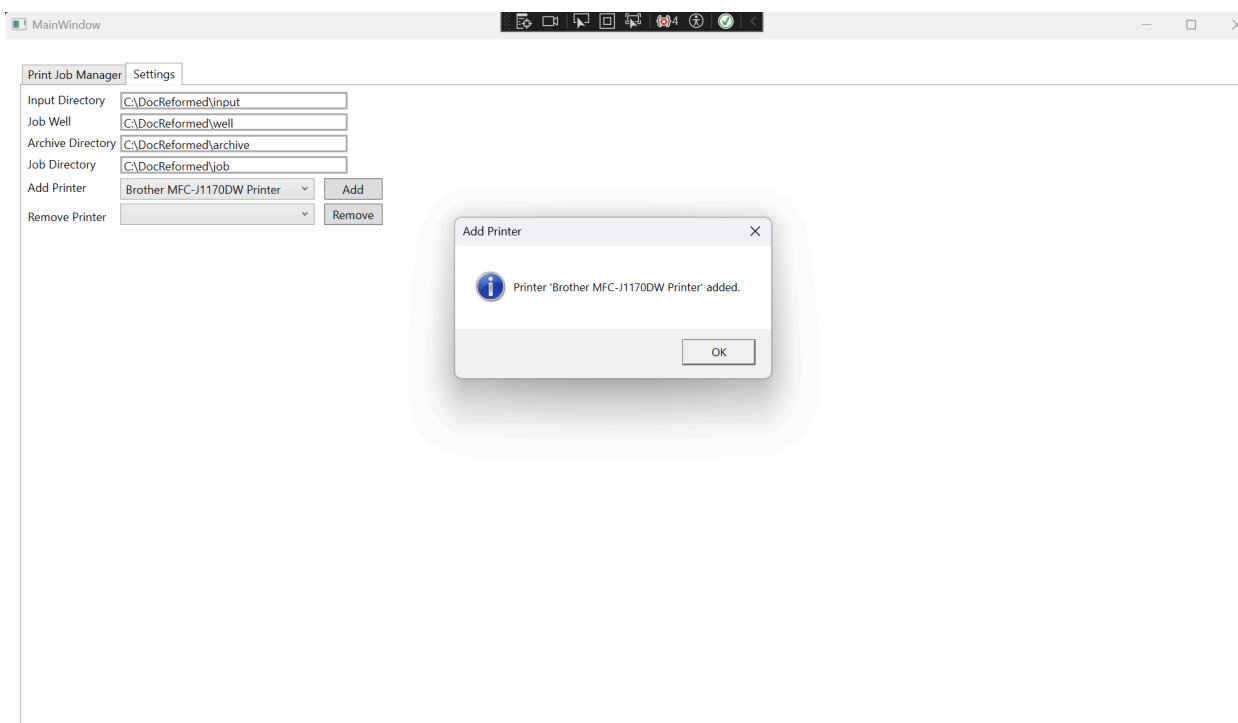 MainWindow
4
Print Job Manager
Settings
Input Directory
C:\DocReformed\input
Job Well
C:\DocReformed\well
Archive Directory
C:\DocReformed\archive
Job Directory
C:\DocReformed\job
Add Printer
Brother MFC-J1170DW Printer
Add
Remove Printer
Remove
Add Printer
Printer 'Brother MFC-J1170DW Printer' added.
OK